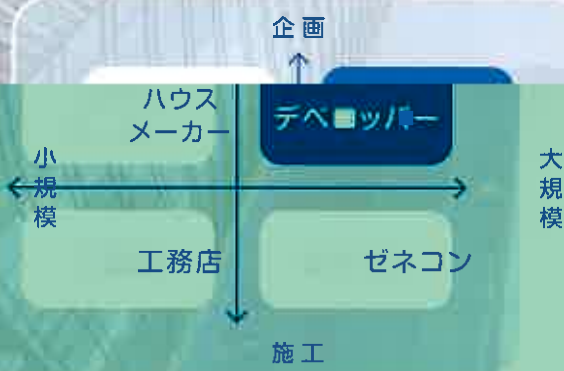 企画
ハウス
メーカー
デベロッパー
小規模
大規模
工務店
ゼネコン
施工